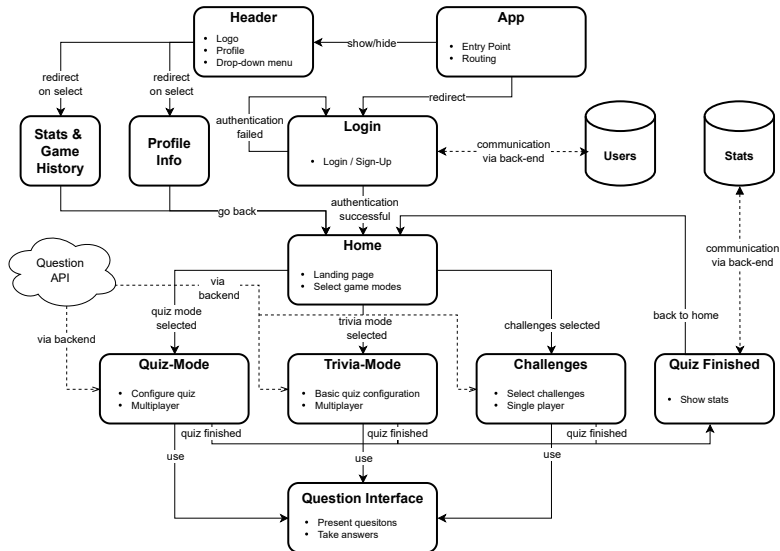 Header
• Logo
• Profile
• Drop-down menu
show/hide
App
• Entry Point
• Routing
redirect
on select
redirect
on select
redirect
Stats &
Game
History
Profile
Info
authentication
failed
Login
• Login / Sign-Up
communication
via back-end
Users
Stats
go back
authentication
successful
Question
API
Home
• Landing page
• Select game modes
communication
via back-end
via
backend
via backend
quiz mode
selected
trivia mode
selected
challenges selected
back to home
Quiz-Mode
• Configure quiz
• Multiplayer
Trivia-Mode
• Basic quiz configuration
• Multiplayer
Challenges
• Select challenges
• Single player
Quiz Finished
• Show stats
quiz finished
quiz finished
quiz finished
use
use
use
Question Interface
• Present quesitons
• Take answers